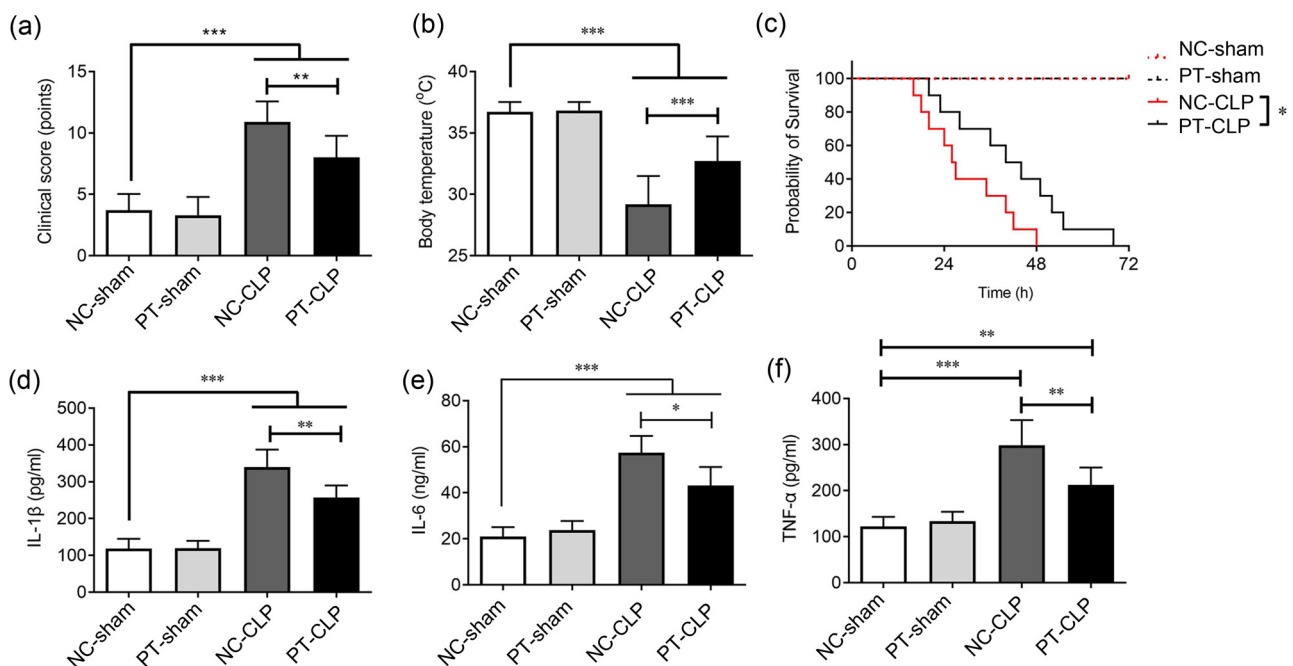 (a)
***
**
Clinical score (points)
15
10
5
0
NC-sham
PT-sham
NC-CLP
PT-CLP
(b)
***
***
Body temperature (°C)
40
35
30
25
NC-sham
PT-sham
NC-CLP
PT-CLP
(c)
NC-sham
PT-sham
NC-CLP
PT-CLP
*
Probability of Survival
100
80
60
40
20
0
0 24 48 72
Time (h)
(d)
***
**
IL-1β (pg/ml)
500
400
300
200
100
0
NC-sham
PT-sham
NC-CLP
PT-CLP
(e)
***
*
IL-6 (ng/ml)
80
60
40
20
0
NC-sham
PT-sham
NC-CLP
PT-CLP
(f)
**
***
**
TNF-α (pg/ml)
400
300
200
100
0
NC-sham
PT-sham
NC-CLP
PT-CLP